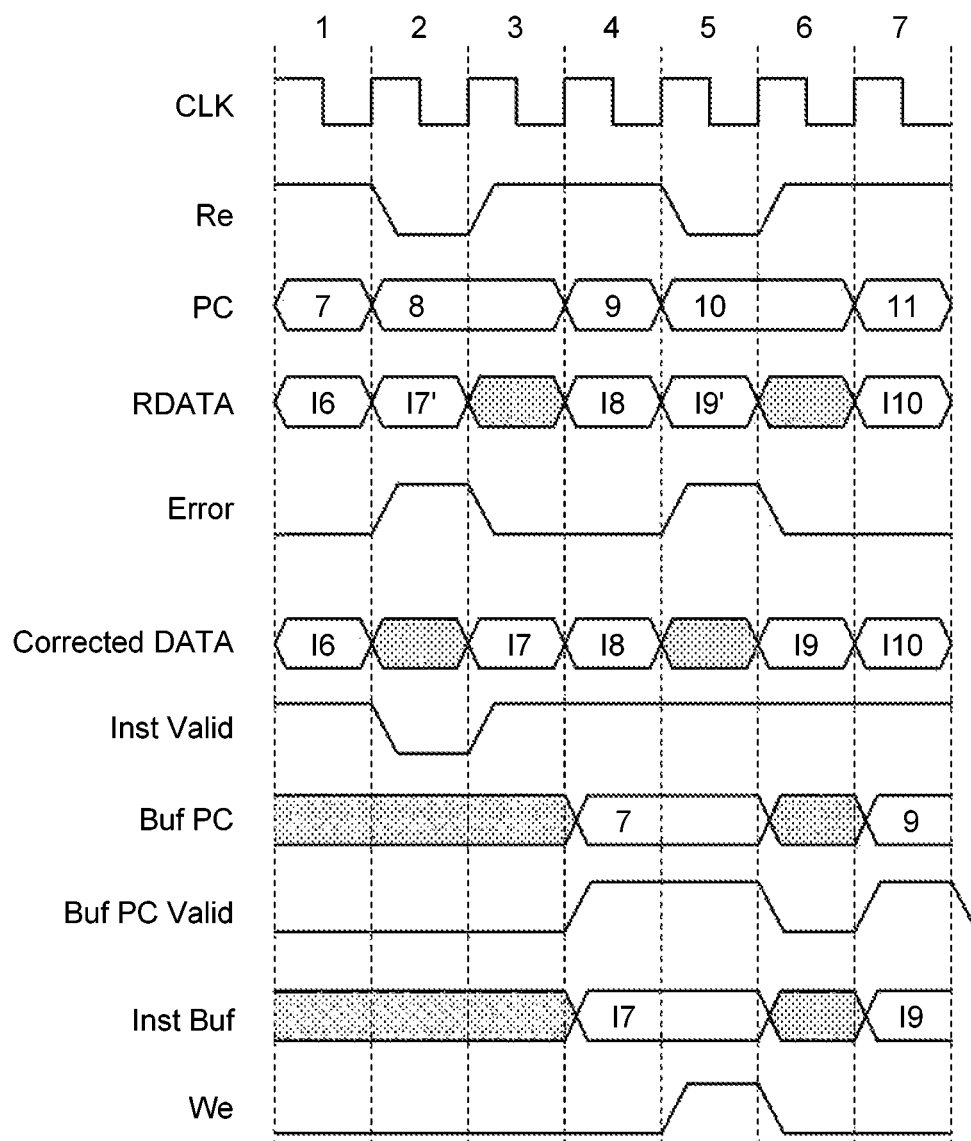 1 2 3 4 5 6 7
CLK
Re
PC 7 8 9 10 11
RDATA I6 I7' I8 I9' I10
Error
Corrected DATA I6 I7 I8 I9 I10
Inst Valid
Buf PC 7 9
Buf PC Valid
Inst Buf I7 I9
We